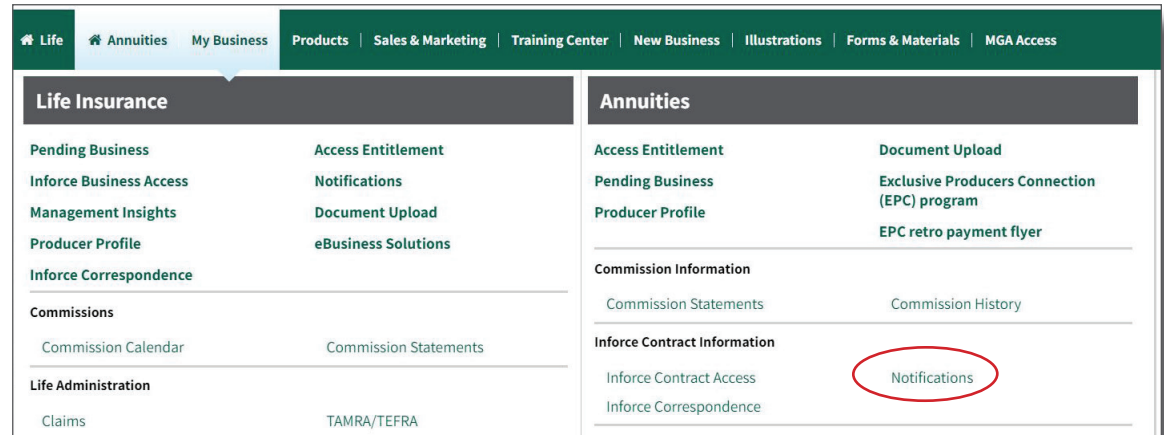 Life Annuities My Business Products | Sales & Marketing | Training Center | New Business | Illustrations | Forms & Materials | MGA Access
Life Insurance
Pending Business Access Entitlement
Inforce Business Access Notifications
Management Insights Document Upload
Producer Profile eBusiness Solutions
Inforce Correspondence
Commissions
Commission Calendar Commission Statements
Life Administration
Claims TAMRA/TEFRA
Annuities
Access Entitlement Document Upload
Pending Business Exclusive Producers Connection
(EPC) program
Producer Profile
EPC retro payment flyer
Commission Information
Commission Statements Commission History
Inforce Contract Information
Inforce Contract Access Notifications
Inforce Correspondence